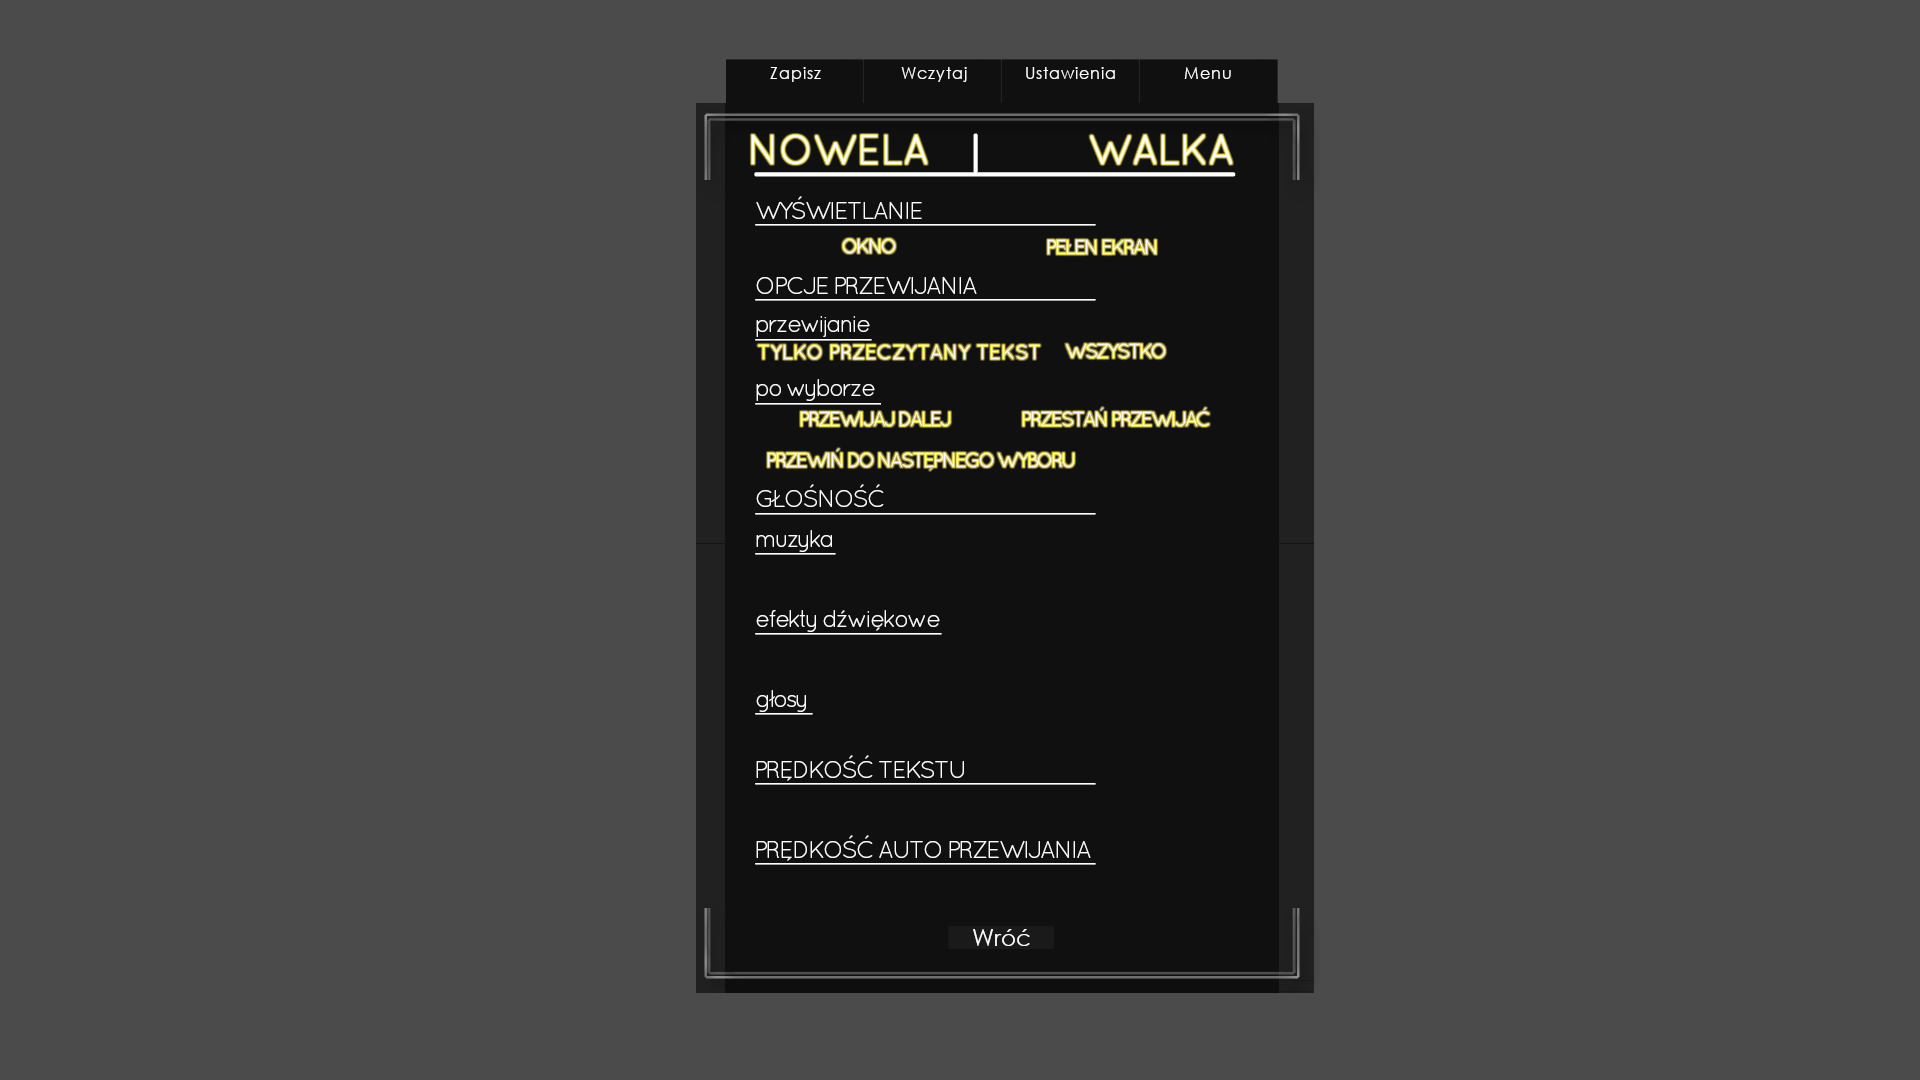 Zapisz Wczytaj Ustawienia Menu
NOWELA WALKA
WYŚWIETLANIE
OKNO PEŁEN EKRAN
OPCJE PRZEWIJANIA
przewijanie
TYLKO PRZECZYTANY TEKST WSZYSTKO
po wyborze
PRZEWIJAJ DALEJ PRZESTAŃ PRZEWIJAĆ
PRZEWIŃ DO NASTĘPNEGO WYBORU
GŁOŚNOŚĆ
muzyka
efekty dźwiękowe
głosy
PRĘDKOŚĆ TEKSTU
PRĘDKOŚĆ AUTO PRZEWIJANIA
Wróć